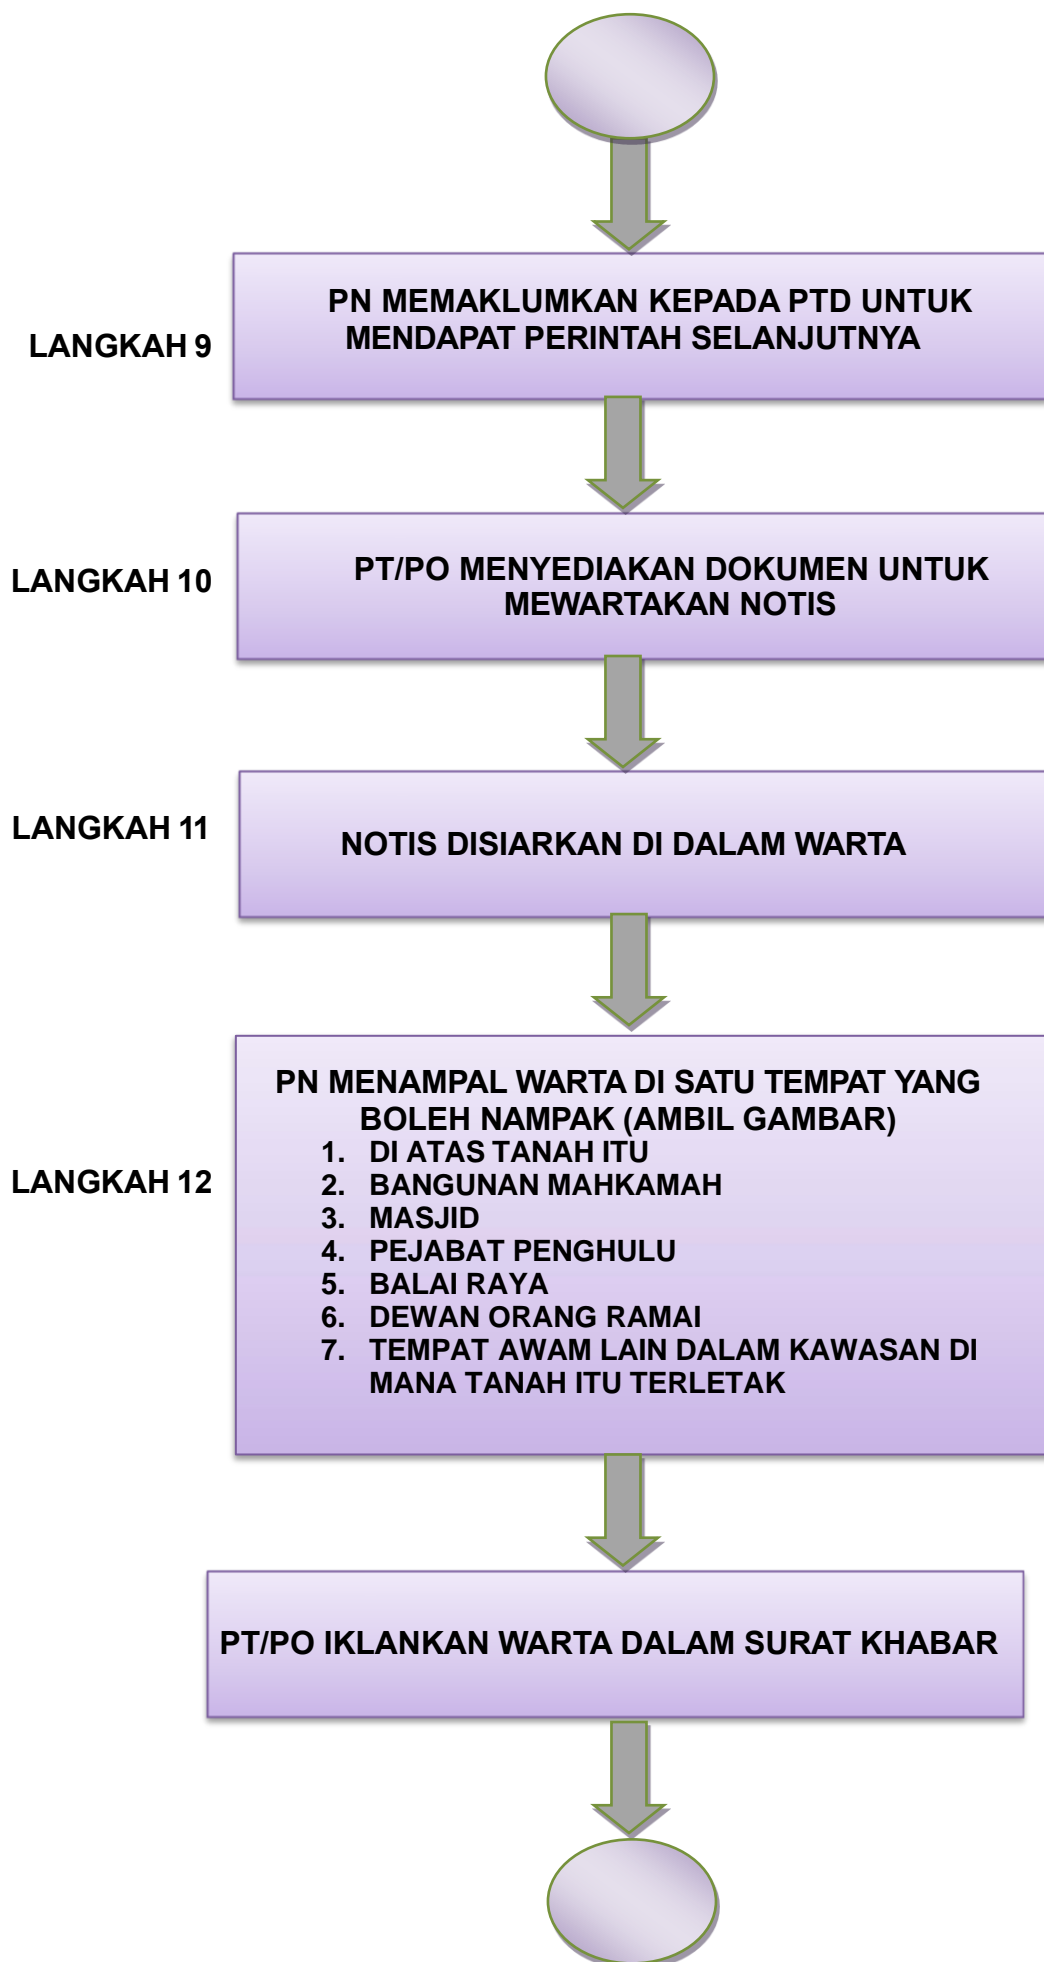 PN MEMAKLUMKAN KEPADA PTD UNTUK
MENDAPAT PERINTAH SELANJUTNYA
LANGKAH 9
LANGKAH 10
PT/PO MENYEDIAKAN DOKUMEN UNTUK
MEWARTAKAN NOTIS
LANGKAH 11
NOTIS DISIARKAN DI DALAM WARTA
LANGKAH 12
PN MENAMPAL WARTA DI SATU TEMPAT YANG
BOLEH NAMPAK (AMBIL GAMBAR)
1. DI ATAS TANAH ITU
2. BANGUNAN MAHKAMAH
3. MASJID
4. PEJABAT PENGHULU
5. BALAI RAYA
6. DEWAN ORANG RAMAI
7. TEMPAT AWAM LAIN DALAM KAWASAN DI
MANA TANAH ITU TERLETAK
PT/PO IKLANKAN WARTA DALAM SURAT KHABAR